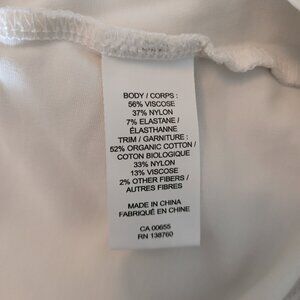 BODY / CORPS :
56% VISCOSE
37% NYLON
7% ELASTANE /
ÉLASTHANNE
TRIM / GARNITURE :
52% ORGANIC COTTON /
COTON BIOLOGIQUE
33% NYLON
13% VISCOSE
2% OTHER FIBERS /
AUTRES FIBRES
MADE IN CHINA
FABRIQUÉ EN CHINE
CA 00655
RN 138760